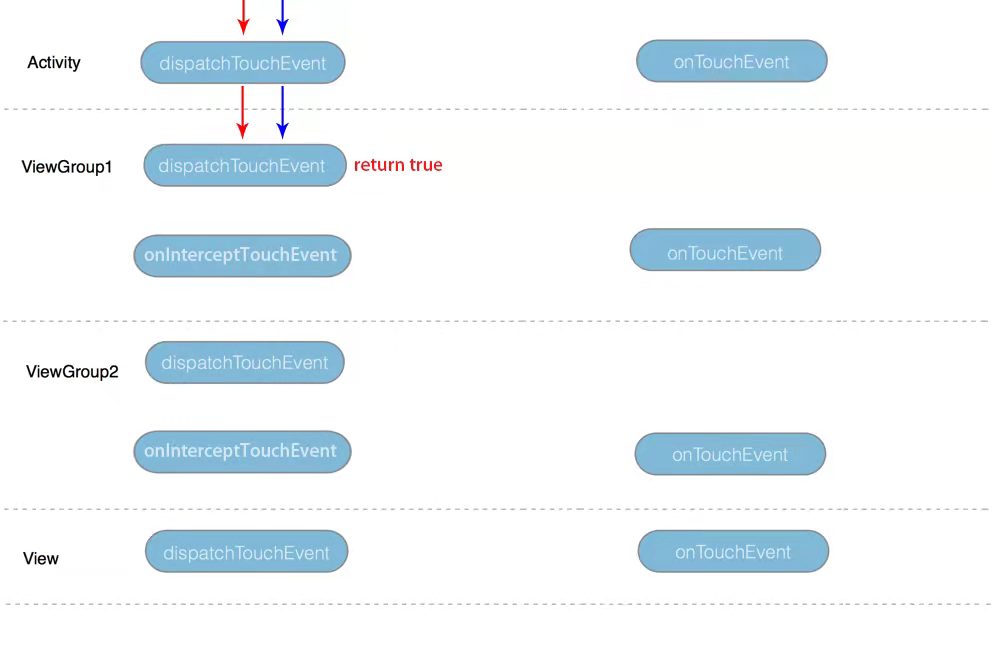 Activity dispatchTouchEvent onTouchEvent
ViewGroup1 dispatchTouchEvent return true
onInterceptTouchEvent onTouchEvent
ViewGroup2 dispatchTouchEvent
onInterceptTouchEvent onTouchEvent
View dispatchTouchEvent onTouchEvent